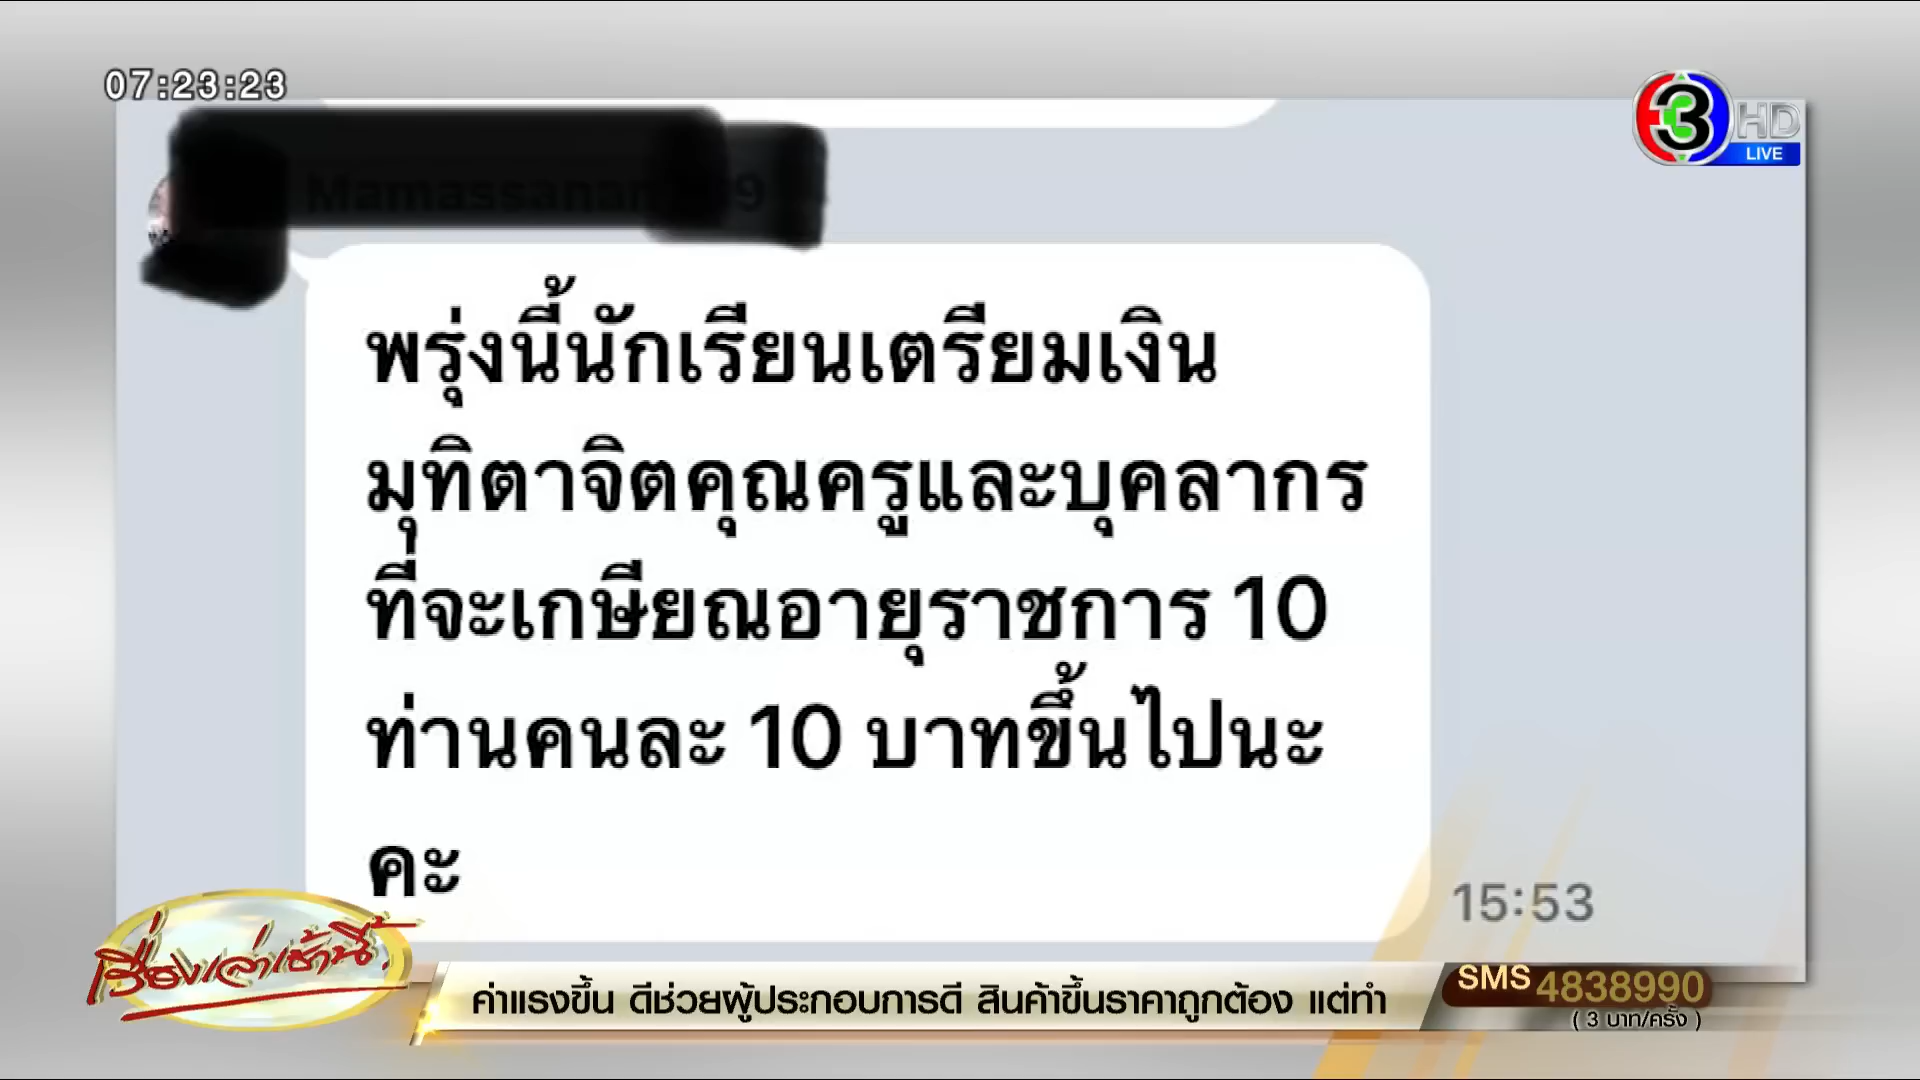 07:23:23
3 HD
LIVE
พรุ่งนี้นักเรียนเตรียมเงิน
มุทิตาจิตคุณครูและบุคลากร
ที่จะเกษียณอายุราชการ 10
ท่านคนละ 10 บาทขึ้นไปนะ
คะ
15:53
เรื่องเล่าเช้านี้
ค่าแรงขึ้น ดีช่วยผู้ประกอบการดี สินค้าขึ้นราคาถูกต้อง แต่ทำ
SMS 4838990
( 3 บาท/ครั้ง )